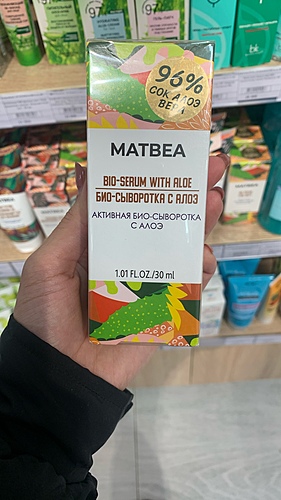 96%
СОК АЛОЭ
ВЕРА
MATBEA
BIO-SERUM WITH ALOE
БИО-СЫВОРОТКА С АЛОЭ
АКТИВНАЯ БИО-СЫВОРОТКА
С АЛОЭ
1.01 FL.OZ./30 ml